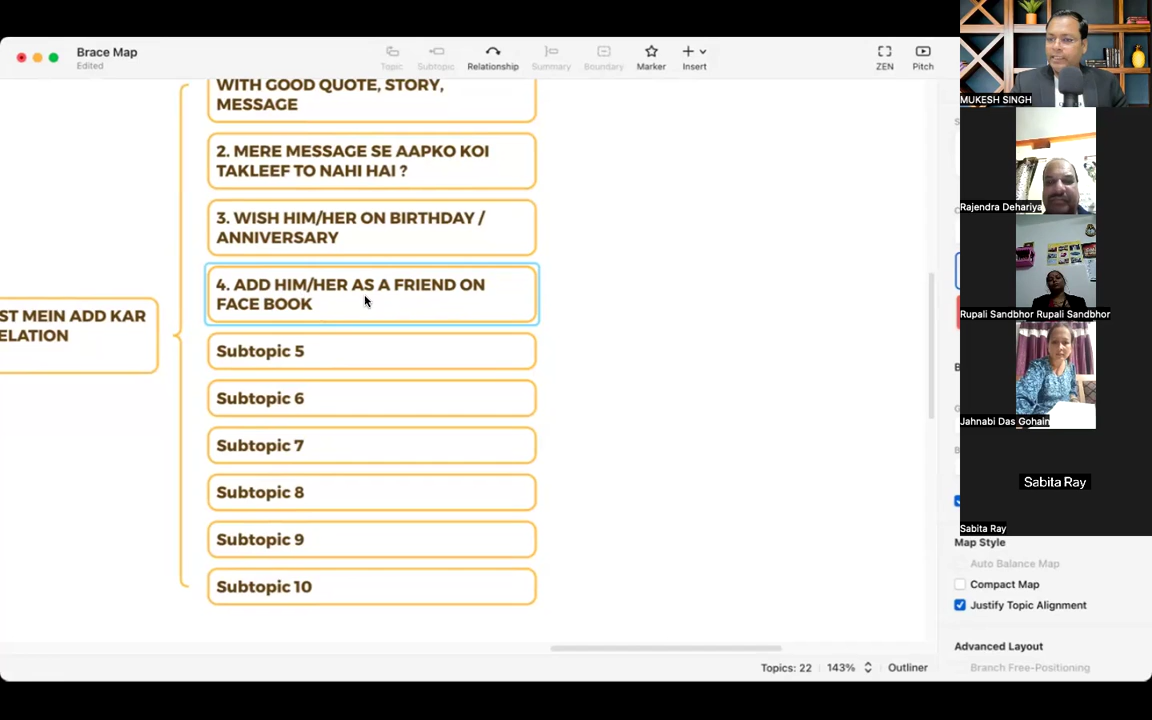 Brace Map
Edited
Topic
Subtopic
Relationship
Summary
Boundary
Marker
Insert
ZEN
Pitch
WITH GOOD QUOTE, STORY,
MESSAGE
2. MERE MESSAGE SE AAPKO KOI
TAKLEEF TO NAHI HAI ?
3. WISH HIM/HER ON BIRTHDAY /
ANNIVERSARY
4. ADD HIM/HER AS A FRIEND ON
FACE BOOK
Subtopic 5
Subtopic 6
Subtopic 7
Subtopic 8
Subtopic 9
Subtopic 10
ST MEIN ADD KAR
ELATION
MUKESH SINGH
Rajendra Dehariya
Rupali Sandbhor Rupali Sandbhor
Jahnabi Das Gohain
Sabita Ray
Sabita Ray
Map Style
Auto Balance Map
Compact Map
Justify Topic Alignment
Advanced Layout
Branch Free-Positioning
Topics: 22
143%
Outliner